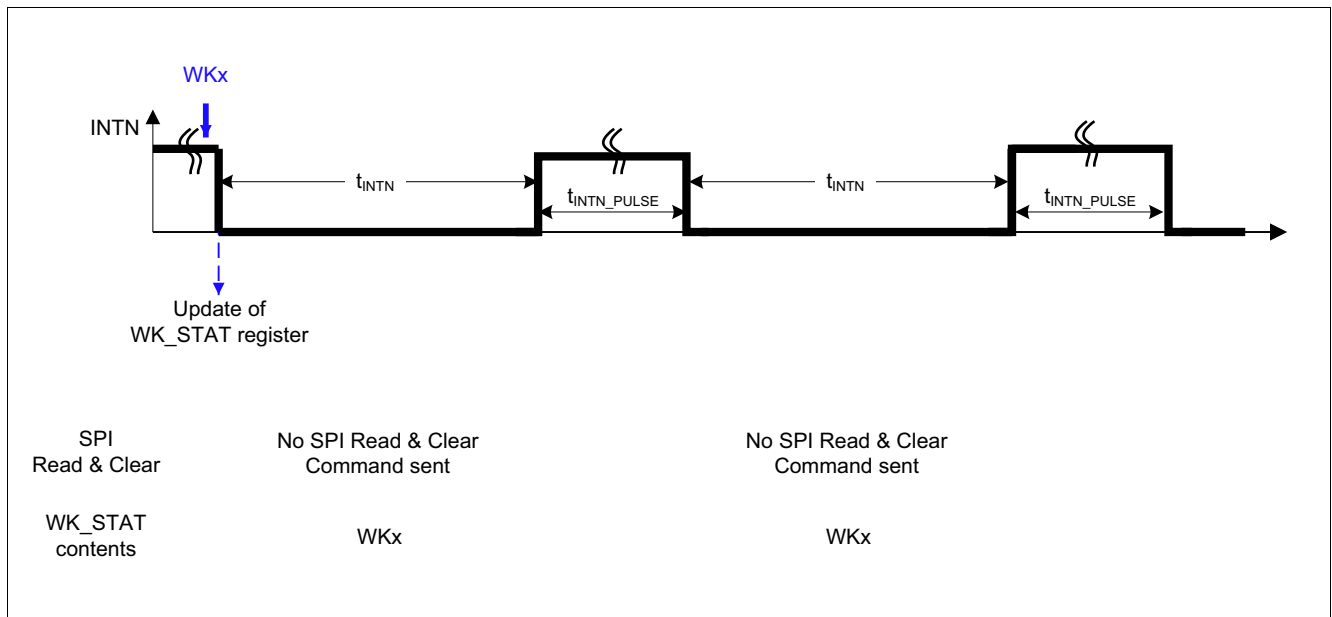 WKx
INTN
tINTN
tINTN
tINTN_PULSE
tINTN_PULSE
Update of
WK_STAT register
SPI
Read & Clear
No SPI Read & Clear
Command sent
No SPI Read & Clear
Command sent
WK_STAT
contents
WKx
WKx